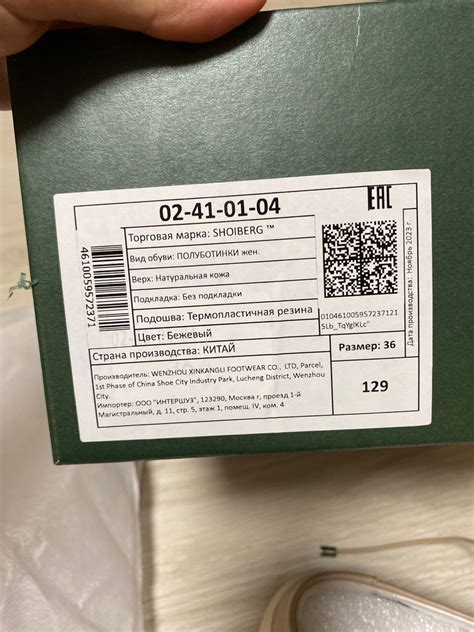 02-41-01-04
EAC
Торговая марка: SHOIBERG ™
Вид обуви: ПОЛУБОТИНКИ жен.
Верх: Натуральная кожа
Подкладка: Без подкладки
Подошва: Термопластичная резина
Цвет: Бежевый
Страна производства: КИТАЙ
Производитель: WENZHOU XINKANGLU FOOTWEAR CO., LTD, Parcel,
1st Phase of China Shoe City Industry Park, Lucheng District, Wenzhou
City.
Импортер: ООО "ИНТЕРШУЗ", 123290, Москва г, проезд 1-й
Магистральный, д. 11, стр. 5, этаж 1, помещ. IV, ком. 4
4610059572371
010461005957237121
5Lb_TqYglKLc"
Размер: 36
129
Дата производства: Ноябрь 2023 г.